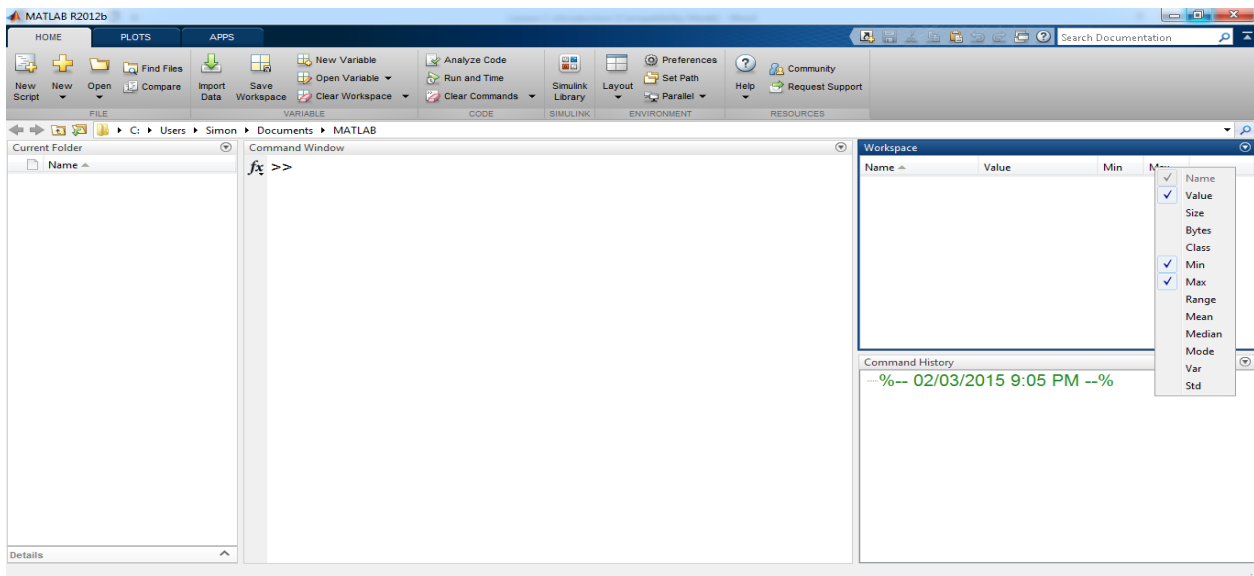 MATLAB R2012b
HOME PLOTS APPS
Search Documentation
New Script
New
Open
Find Files
Compare
Import Data
Save Workspace
New Variable
Open Variable
Clear Workspace
Analyze Code
Run and Time
Clear Commands
Simulink Library
Layout
Preferences
Set Path
Parallel
Help
Community
Request Support
FILE VARIABLE CODE SIMULINK ENVIRONMENT RESOURCES
C: Users Simon Documents MATLAB
Current Folder
Name
Details
Command Window
fx >>
Workspace
Name Value Min Max
Name
Value
Size
Bytes
Class
Min
Max
Range
Mean
Median
Mode
Var
Std
Command History
%-- 02/03/2015 9:05 PM --%